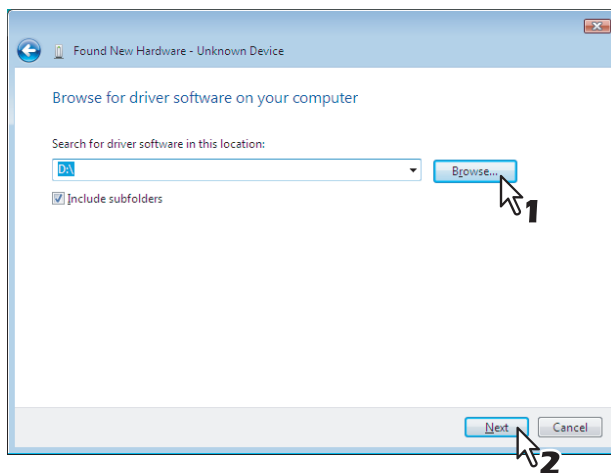 Found New Hardware - Unknown Device
Browse for driver software on your computer
Search for driver software in this location:
D:\ Browse...
1
Include subfolders
Next Cancel
2